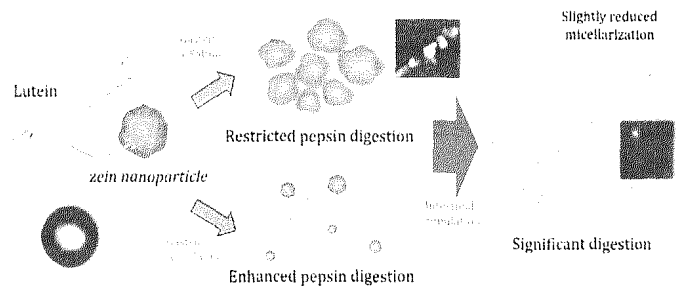 Slightly reduced
micellarization
Lutein
Restricted pepsin digestion
zein nanoparticle
Significant digestion
Enhanced pepsin digestion